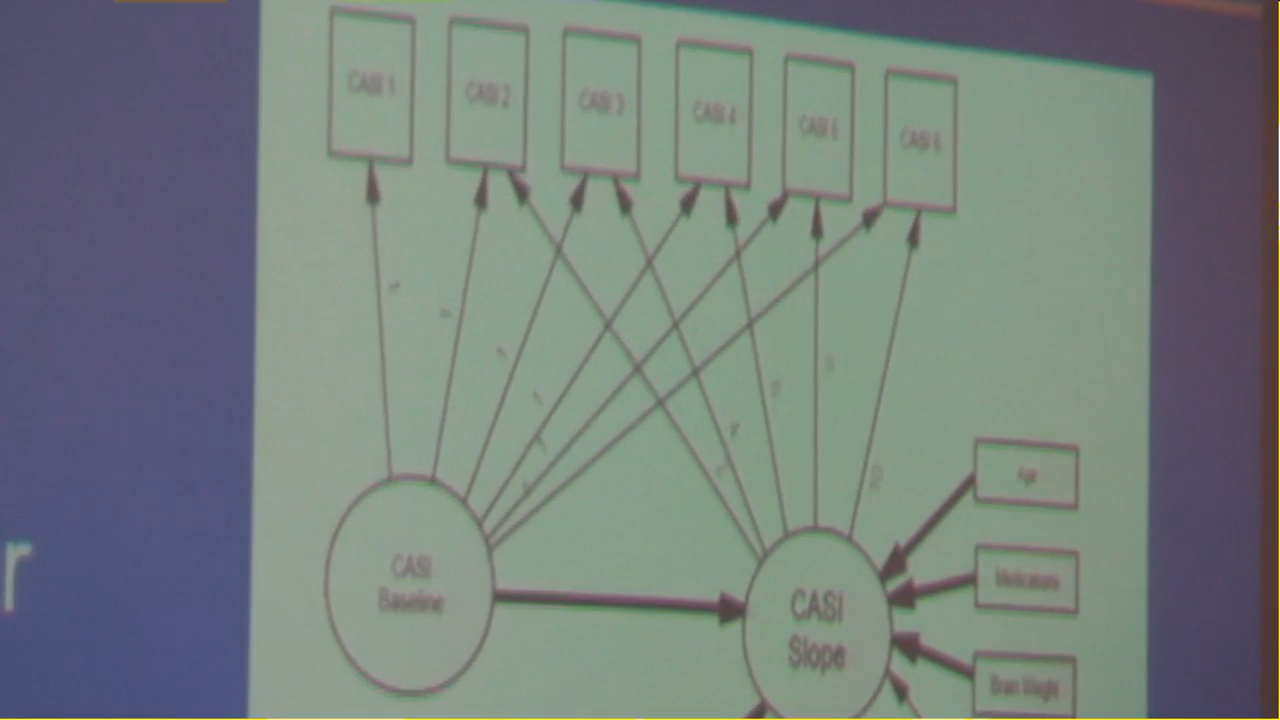 CASI 1
CASI 2
CASI 3
CASI 4
CASI 5
CASI 6
r
Age
CASI
Baseline
Medications
CASI
Slope
Brain Weight